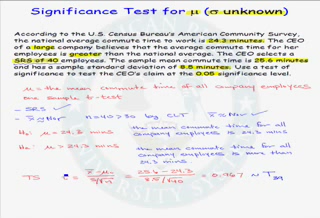 Significance Test for μ (σ unknown)
According to the U.S. Census Bureau's American Community Survey,
the national average commute time to work is 24.3 minutes. The CEO
of a large company believes that the average commute time for her
employees is greater than the national average. The CEO selects a
SRS of 40 employees. The sample mean commute time is 25.6 minutes
and has a sample standard deviation of 8.5 minutes. Use a test of
significance to test the CEO's claim at the 0.05 significance level.
μ = the mean commute time of all company employees
one sample t-test
- SRS ✓
n=40>30 by CLT
H₀: μ = 24.3 mins the mean commute time for all company employees is 24.3 mins
Hₐ: μ > 24.3 mins the mean commute time for all company employees is more than 24.3 min.
TS t = x̄-μ / s/√n = 25.6-24.3 / 8.5/√40 = 0.967 ~ T₃₉